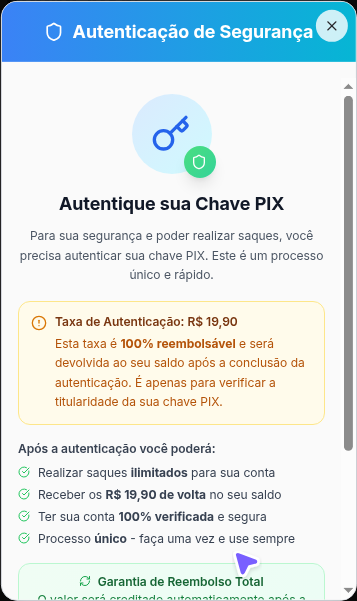 Autenticação de Segurança
Autentique sua Chave PIX
Para sua segurança e poder realizar saques, você
precisa autenticar sua chave PIX. Este é um processo
único e rápido.
Taxa de Autenticação: R$ 19,90
Esta taxa é 100% reembolsável e será
devolvida ao seu saldo após a conclusão da
autenticação. É apenas para verificar a
titularidade da sua chave PIX.
Após a autenticação você poderá:
Realizar saques ilimitados para sua conta
Receber os R$ 19,90 de volta no seu saldo
Ter sua conta 100% verificada e segura
Processo único - faça uma vez e use sempre
Garantia de Reembolso Total
O valor será creditado automaticamente após a